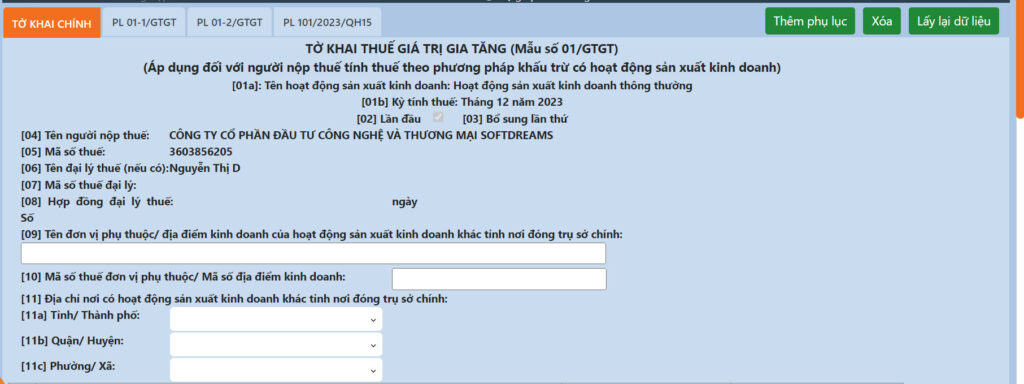 TỜ KHAI CHÍNH PL 01-1/GTGT PL 01-2/GTGT PL 101/2023/QH15 Thêm phụ lục Xóa Lấy lại dữ liệu
TỜ KHAI THUẾ GIÁ TRỊ GIA TĂNG (Mẫu số 01/GTGT)
(Áp dụng đối với người nộp thuế tính thuế theo phương pháp khấu trừ có hoạt động sản xuất kinh doanh)
[01a]: Tên hoạt động sản xuất kinh doanh: Hoạt động sản xuất kinh doanh thông thường
[01b] Kỳ tính thuế: Tháng 12 năm 2023
[02] Lần đầu [03] Bổ sung lần thứ
[04] Tên người nộp thuế: CÔNG TY CỔ PHẦN ĐẦU TƯ CÔNG NGHỆ VÀ THƯƠNG MẠI SOFTDREAMS
[05] Mã số thuế: 3603856205
[06] Tên đại lý thuế (nếu có): Nguyễn Thị D
[07] Mã số thuế đại lý:
[08] Hợp đồng đại lý thuế: ngày
Số
[09] Tên đơn vị phụ thuộc/ địa điểm kinh doanh của hoạt động sản xuất kinh doanh khác tỉnh nơi đóng trụ sở chính:
[10] Mã số thuế đơn vị phụ thuộc/ Mã số địa điểm kinh doanh:
[11] Địa chỉ nơi có hoạt động sản xuất kinh doanh khác tỉnh nơi đóng trụ sở chính:
[11a] Tỉnh/ Thành phố:
[11b] Quận/ Huyện:
[11c] Phường/ Xã: